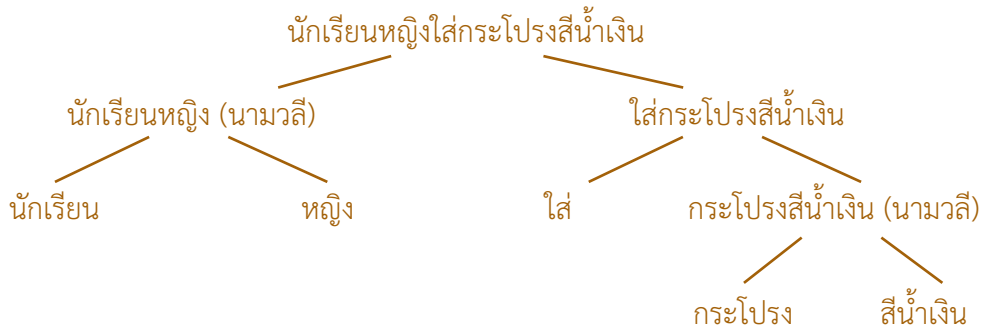 นักเรียนหญิงใส่กระโปรงสีน้ำเงิน
นักเรียนหญิง (นามวลี) ใส่กระโปรงสีน้ำเงิน
นักเรียน หญิง ใส่ กระโปรงสีน้ำเงิน (นามวลี)
กระโปรง สีน้ำเงิน